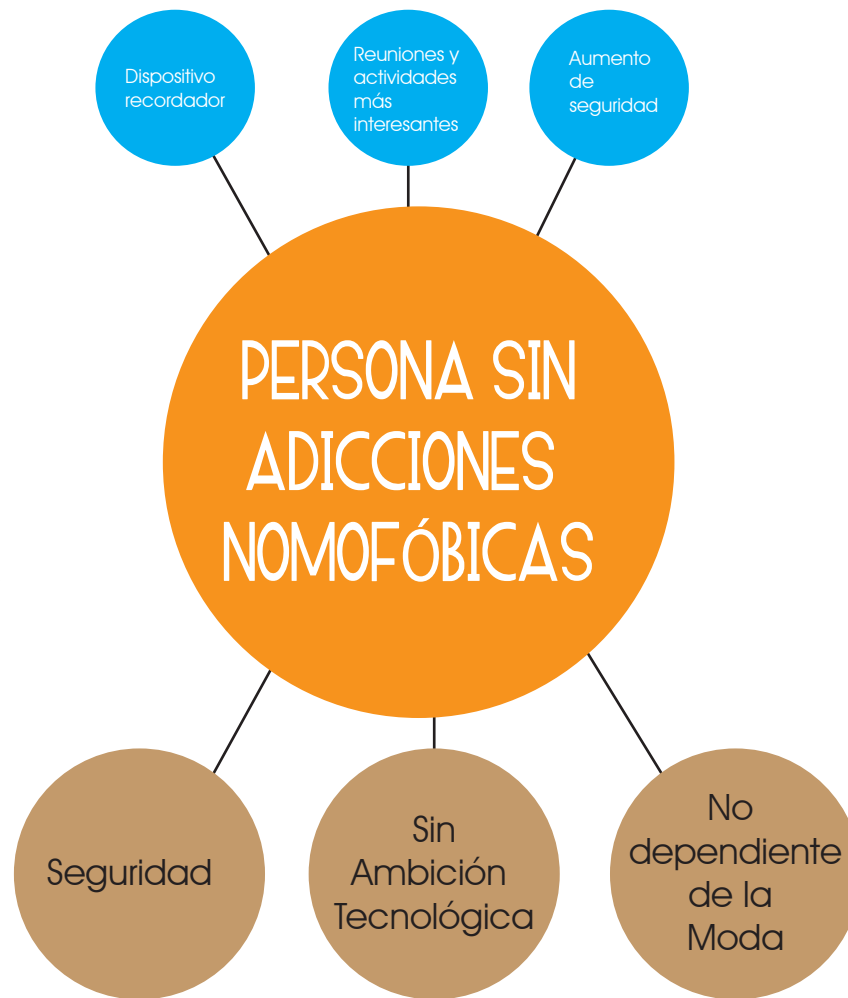 Dispositivo
recordador
Reuniones y
actividades
más
interesantes
Aumento
de
seguridad
PERSONA SIN
ADICCIONES
NOMOFÓBICAS
Seguridad
Sin
Ambición
Tecnológica
No
dependiente
de la
Moda